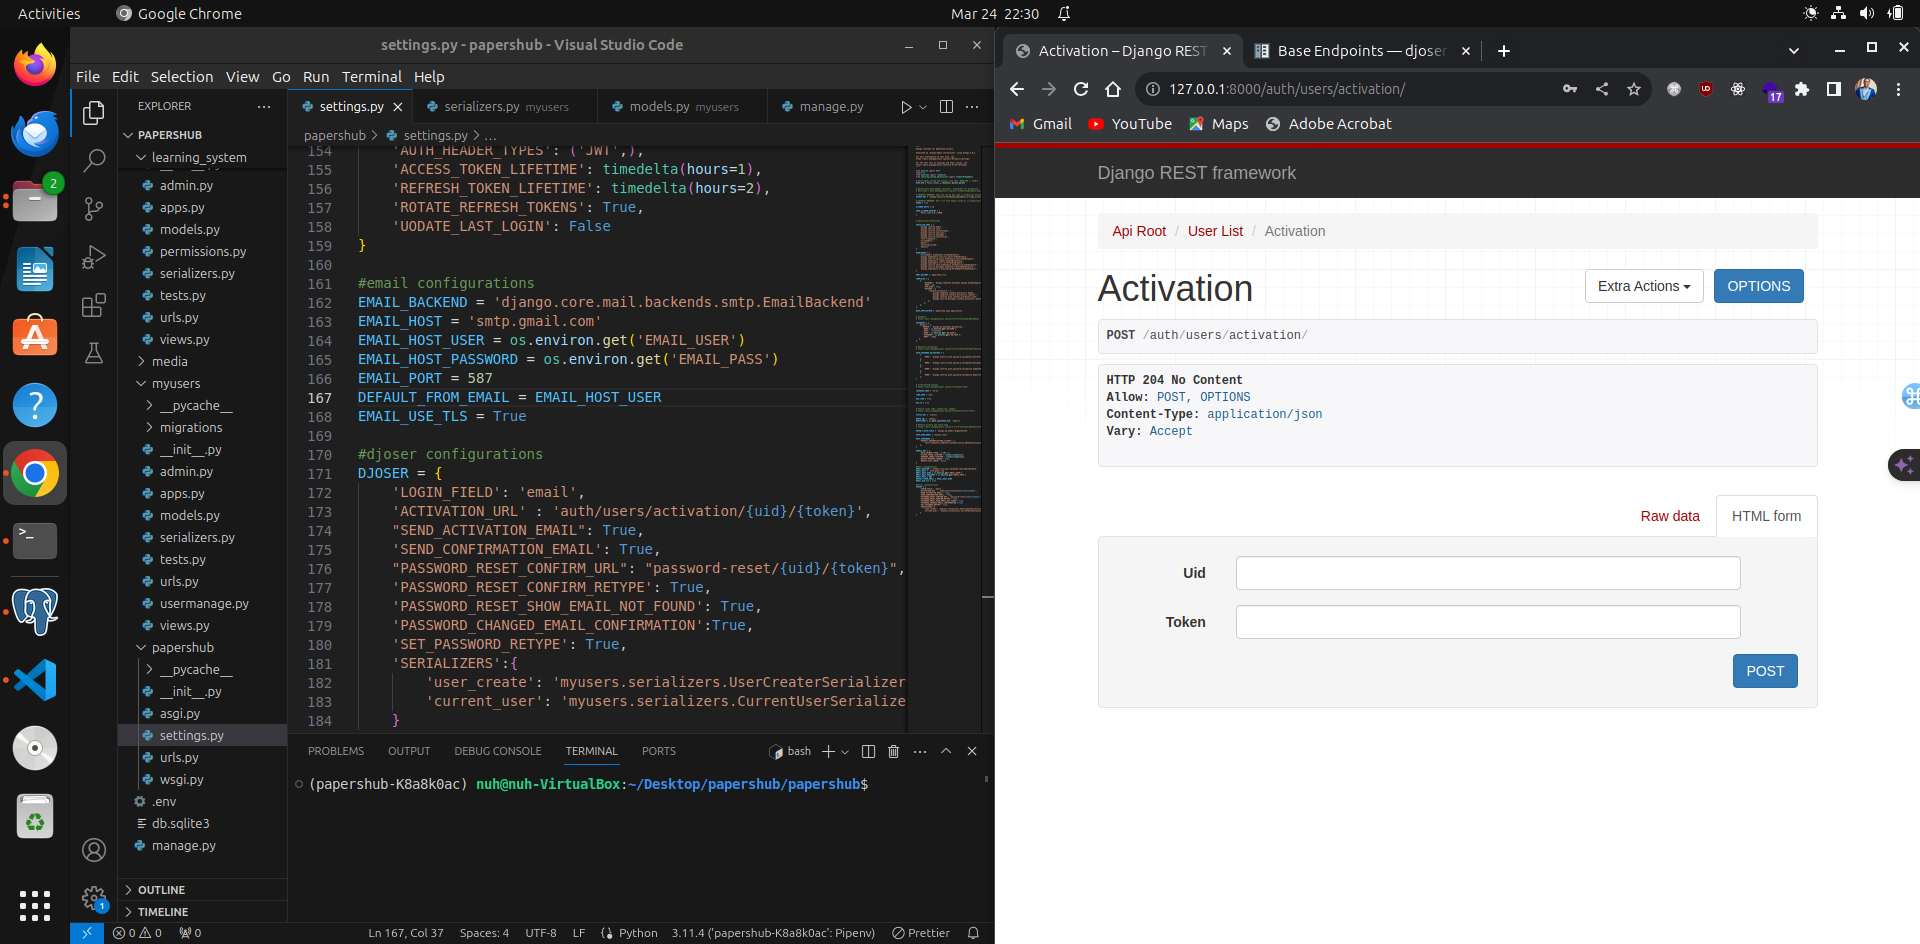 Activities
Google Chrome
Mar 24 22:30
settings.py - papershub - Visual Studio Code
File Edit Selection View Go Run Terminal Help
EXPLORER
PAPERSHUB
learning_system
admin.py
apps.py
models.py
permissions.py
serializers.py
tests.py
urls.py
views.py
media
myusers
__pycache__
migrations
__init__.py
admin.py
apps.py
models.py
serializers.py
tests.py
urls.py
usermanage.py
views.py
papershub
__pycache__
__init__.py
asgi.py
settings.py
urls.py
wsgi.py
.env
db.sqlite3
manage.py
OUTLINE
TIMELINE
2
1
settings.py
serializers.py myusers
models.py myusers
manage.py
papershub > settings.py > ...
154 'AUTH_HEADER_TYPES': ('JWT',),
155 'ACCESS_TOKEN_LIFETIME': timedelta(hours=1),
156 'REFRESH_TOKEN_LIFETIME': timedelta(hours=2),
157 'ROTATE_REFRESH_TOKENS': True,
158 'UODATE_LAST_LOGIN': False
159 }
160
161 #email configurations
162 EMAIL_BACKEND = 'django.core.mail.backends.smtp.EmailBackend'
163 EMAIL_HOST = 'smtp.gmail.com'
164 EMAIL_HOST_USER = os.environ.get('EMAIL_USER')
165 EMAIL_HOST_PASSWORD = os.environ.get('EMAIL_PASS')
166 EMAIL_PORT = 587
167 DEFAULT_FROM_EMAIL = EMAIL_HOST_USER
168 EMAIL_USE_TLS = True
169
170 #djoser configurations
171 DJOSER = {
172 'LOGIN_FIELD': 'email',
173 'ACTIVATION_URL' : 'auth/users/activation/{uid}/{token}',
174 "SEND_ACTIVATION_EMAIL": True,
175 'SEND_CONFIRMATION_EMAIL': True,
176 "PASSWORD_RESET_CONFIRM_URL": "password-reset/{uid}/{token}",
177 'PASSWORD_RESET_CONFIRM_RETYPE': True,
178 'PASSWORD_RESET_SHOW_EMAIL_NOT_FOUND': True,
179 'PASSWORD_CHANGED_EMAIL_CONFIRMATION':True,
180 'SET_PASSWORD_RETYPE': True,
181 'SERIALIZERS':{
182 'user_create': 'myusers.serializers.UserCreaterSerializer
183 'current_user': 'myusers.serializers.CurrentUserSerialize
184 }
PROBLEMS OUTPUT DEBUG CONSOLE TERMINAL PORTS
bash
(papershub-K8a8k0ac) nuh@nuh-VirtualBox:~/Desktop/papershub/papershub$
0 0 0
Ln 167, Col 37 Spaces: 4 UTF-8 LF Python 3.11.4 ('papershub-K8a8k0ac': Pipenv) Prettier
Activation – Django REST
Base Endpoints — djoser
127.0.0.1:8000/auth/users/activation/
17
Gmail YouTube Maps Adobe Acrobat
Django REST framework
Api Root / User List / Activation
Activation
Extra Actions
OPTIONS
POST /auth/users/activation/
HTTP 204 No Content
Allow: POST, OPTIONS
Content-Type: application/json
Vary: Accept
Raw data
HTML form
Uid
Token
POST